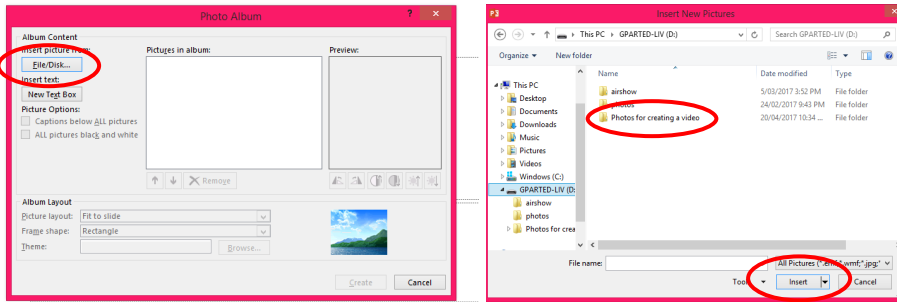 Photo Album
Album Content
Insert picture from:
File/Disk...
Insert text:
New Text Box
Picture Options:
Captions below ALL pictures
ALL pictures black and white
Pictures in album:
Preview:
Remove
Album Layout
Picture layout: Fit to slide
Frame shape: Rectangle
Theme:
Browse...
Create
Cancel
Insert New Pictures
This PC
GPARTED-LIV (D:)
Search GPARTED-LIV (D:)
Organize
New folder
Name
Date modified
Type
airshow 5/03/2017 3:52 PM File folder
photos 24/02/2017 9:43 PM File folder
Photos for creating a video 20/04/2017 10:34 ... File folder
This PC
Desktop
Documents
Downloads
Music
Pictures
Videos
Windows (C:)
GPARTED-LIV (D:
airshow
photos
Photos for crea
File name:
All Pictures (*.emf;*.wmf;*.jpg;*
Insert
Cancel